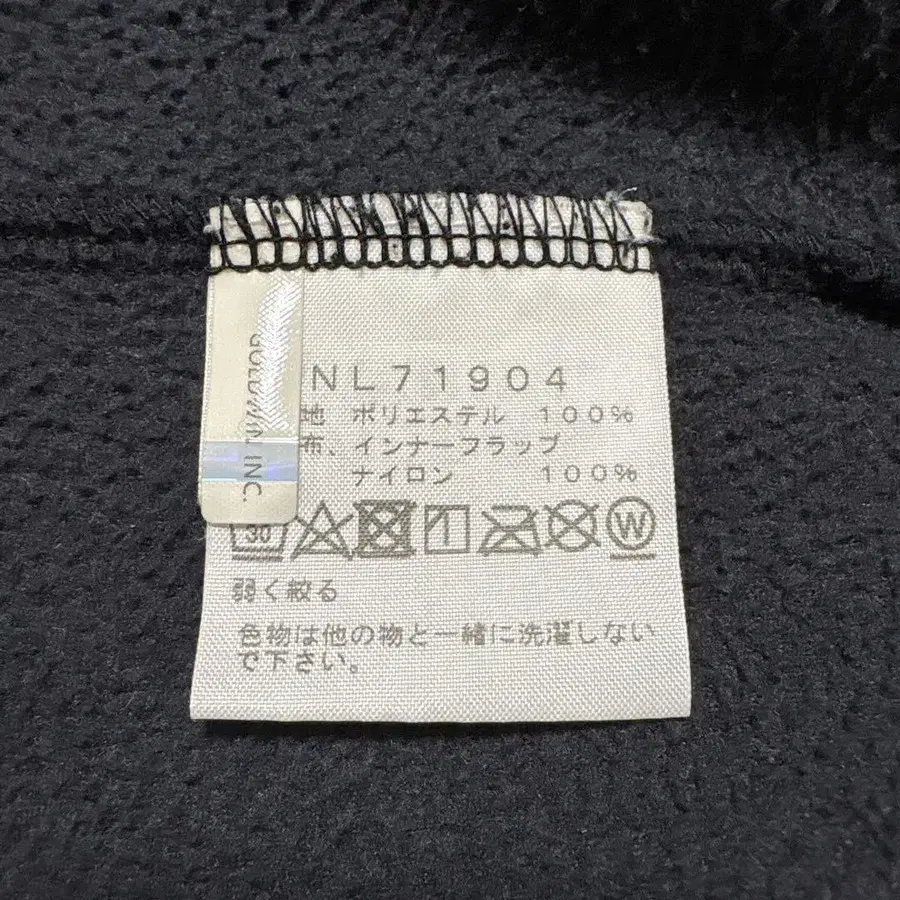 GOLDWIN INC.
NL71904
地 ポリエステル 100%
布、インナーフラップ
ナイロン 100%
30
W
弱く絞る
色物は他の物と一緒に洗濯しない
で下さい。